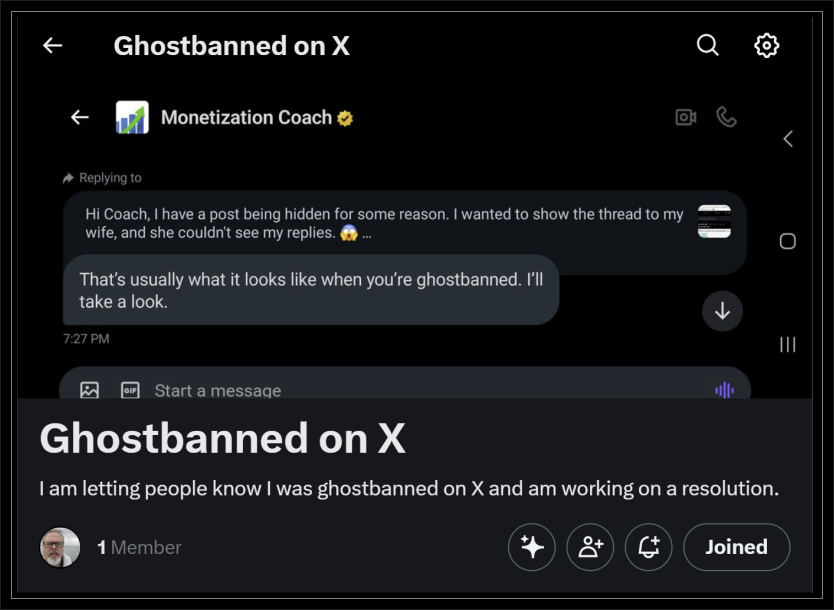 Ghostbanned on X
Monetization Coach
Replying to
Hi Coach, I have a post being hidden for some reason. I wanted to show the thread to my
wife, and she couldn't see my replies. 😱 ...
That's usually what it looks like when you're ghostbanned. I'll
take a look.
7:27 PM
GIF Start a message
Ghostbanned on X
I am letting people know I was ghostbanned on X and am working on a resolution.
1 Member
Joined